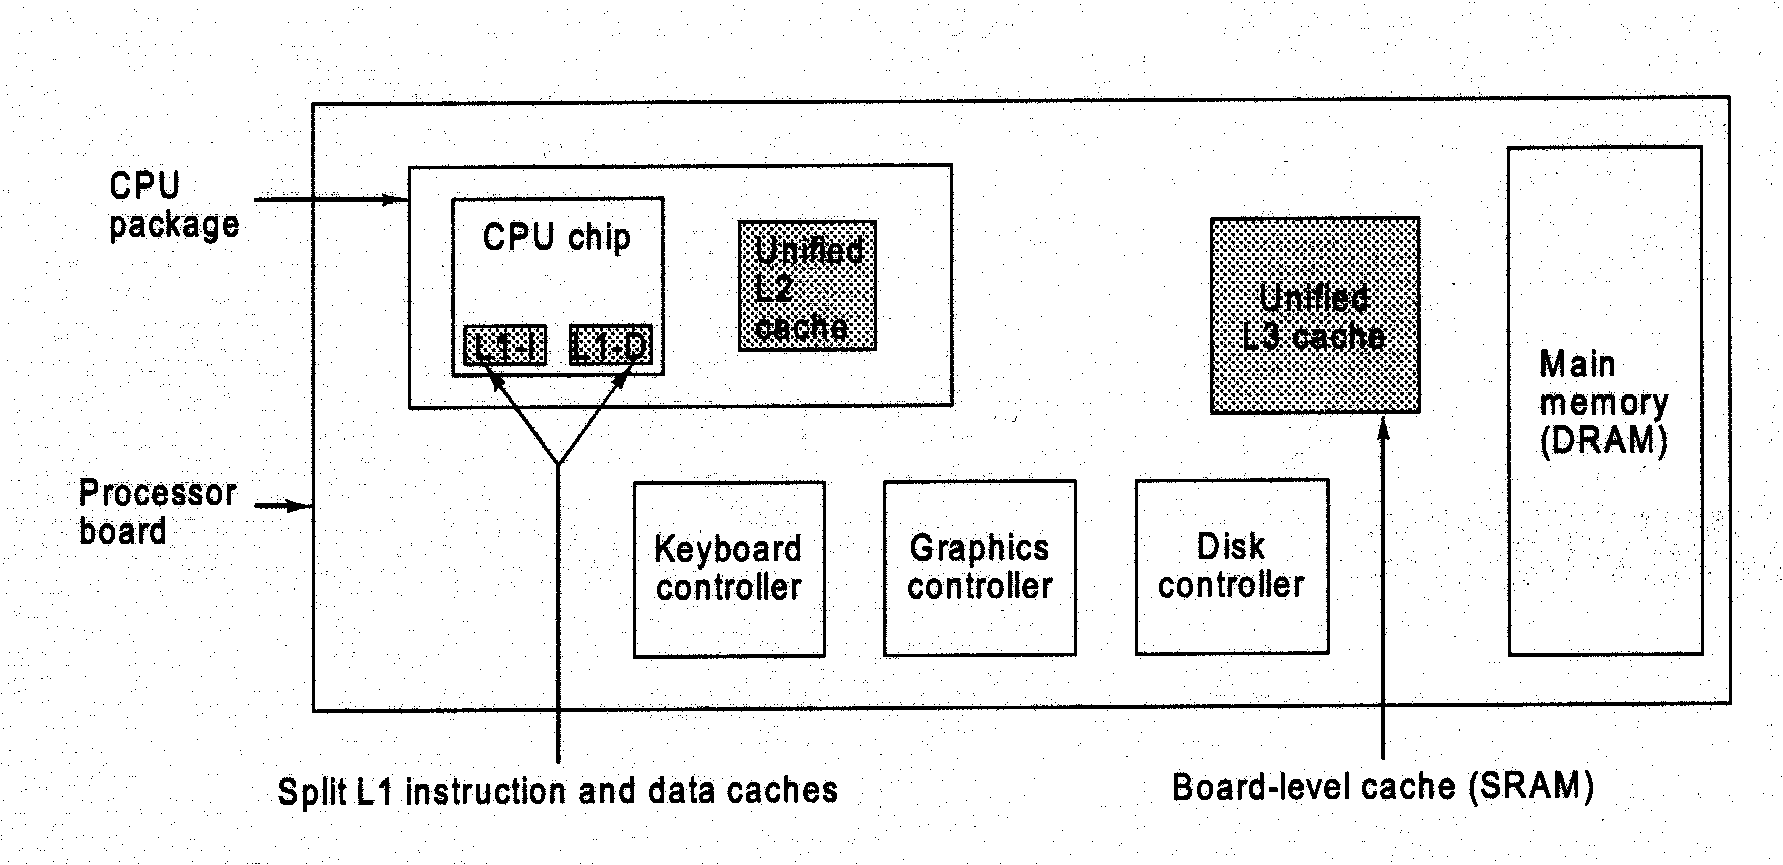 CPU
package
CPU chip
L1-I
L1-D
Unified
L2
cache
Unified
L3 cache
Main
memory
(DRAM)
Processor
board
Keyboard
controller
Graphics
controller
Disk
controller
Split L1 instruction and data caches
Board-level cache (SRAM)